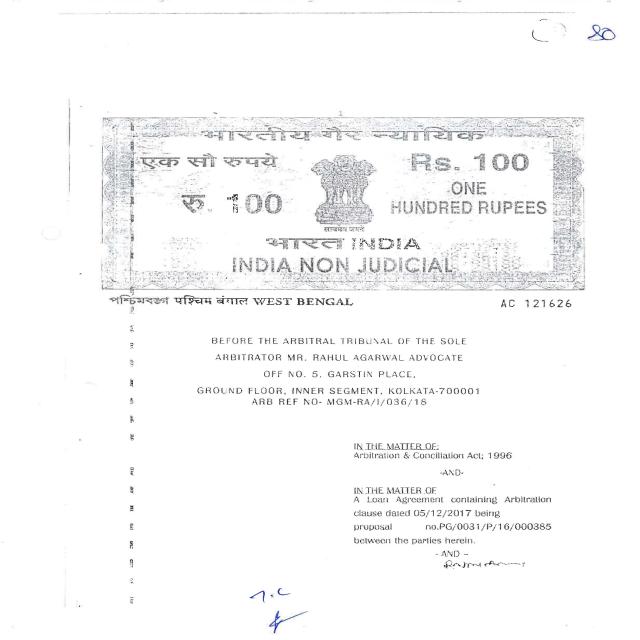 80
भारतीय गैर न्यायिक
एक सौ रुपये
Rs. 100
रु. 100
ONE
HUNDRED RUPEES
सत्यमेव जयते
भारत INDIA
INDIA NON JUDICIAL
পশ্চিমবঙ্গ पश्चिम बंगाल WEST BENGAL
AC 121626
BEFORE THE ARBITRAL TRIBUNAL OF THE SOLE
ARBITRATOR MR. RAHUL AGARWAL ADVOCATE
OFF NO. 5, GARSTIN PLACE,
GROUND FLOOR, INNER SEGMENT, KOLKATA-700001
ARB REF NO- MGM-RA/I/036/18
IN THE MATTER OF:
Arbitration & Conciliation Act; 1996
-AND-
IN THE MATTER OF
A Loan Agreement containing Arbitration
clause dated 05/12/2017 being
proposal no.PG/0031/P/16/000385
between the parties herein.
- AND –
T.C